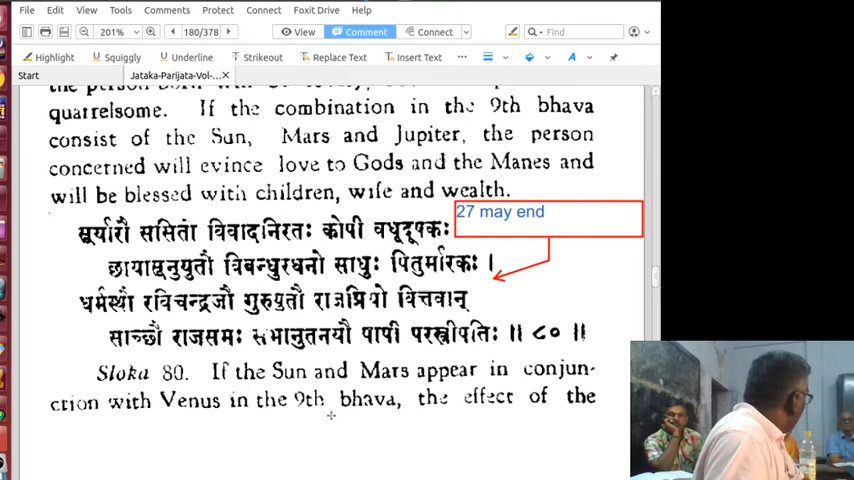 File Edit View Tools Comments Protect Connect Foxit Drive Help
201% 180/378 View Comment Connect Find
Highlight Squiggly Underline Strikeout Replace Text Insert Text
Start Jataka-Parijata-Vol-...
quarrelsome. If the combination in the 9th bhava
consist of the Sun, Mars and Jupiter, the person
concerned will evince love to Gods and the Manes and
will be blessed with children, wife and wealth.
27 may end
सूर्यारौ ससितौ विवादनिरतः कोपी वधूदूषकः
छायासूनुयुतौ विबन्धुरधनो साधुः पितुर्मारकः ।
धर्मस्थौ रविचन्द्रजौ गुरुयुतौ राजप्रियो वित्तवान्
साच्छौ राजसमः सभानुतनयौ पापी परस्त्रीपतिः ॥ ८० ॥
Sloka 80. If the Sun and Mars appear in conjun-
ction with Venus in the 9th bhava, the effect of the